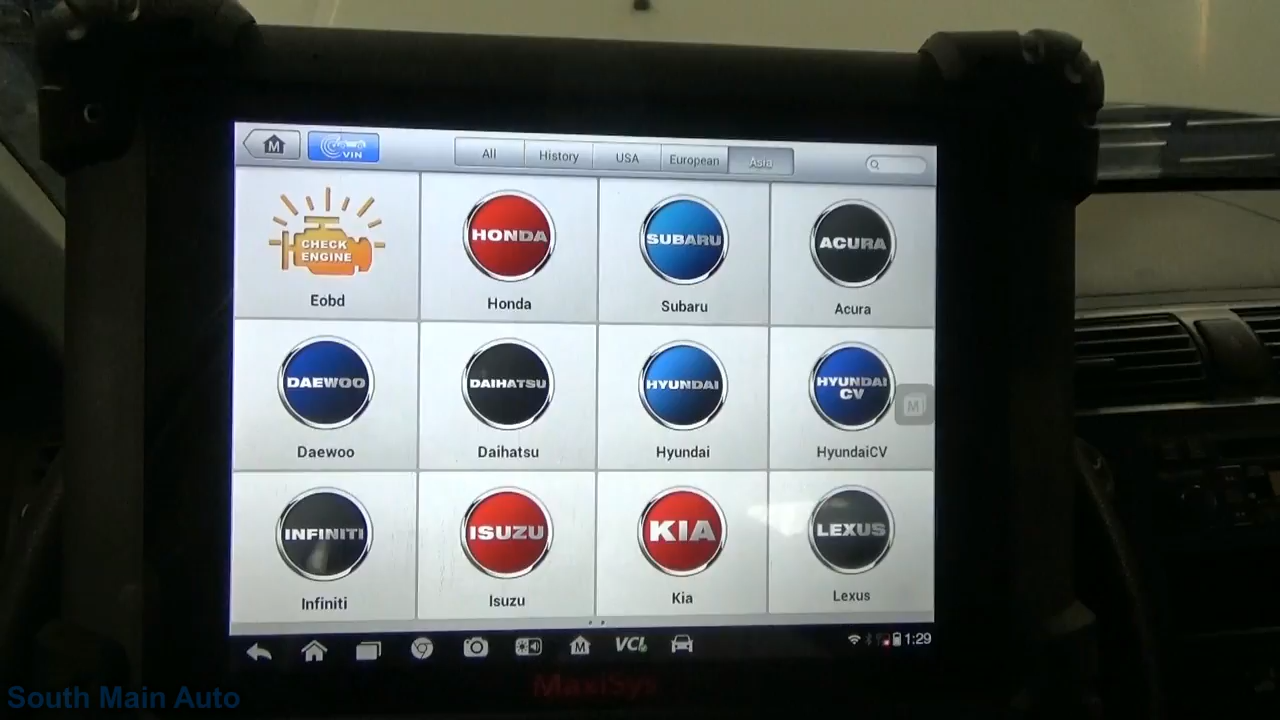 M
VIN
All
History
USA
European
Asia
CHECK
ENGINE
HONDA
SUBARU
ACURA
Eobd
Honda
Subaru
Acura
DAEWOO
DAIHATSU
HYUNDAI
HYUNDAI
CV
M
Daewoo
Daihatsu
Hyundai
HyundaiCV
INFINITI
ISUZU
KIA
LEXUS
Infiniti
Isuzu
Kia
Lexus
M
VCI
1:29
MaxiSys
South Main Auto